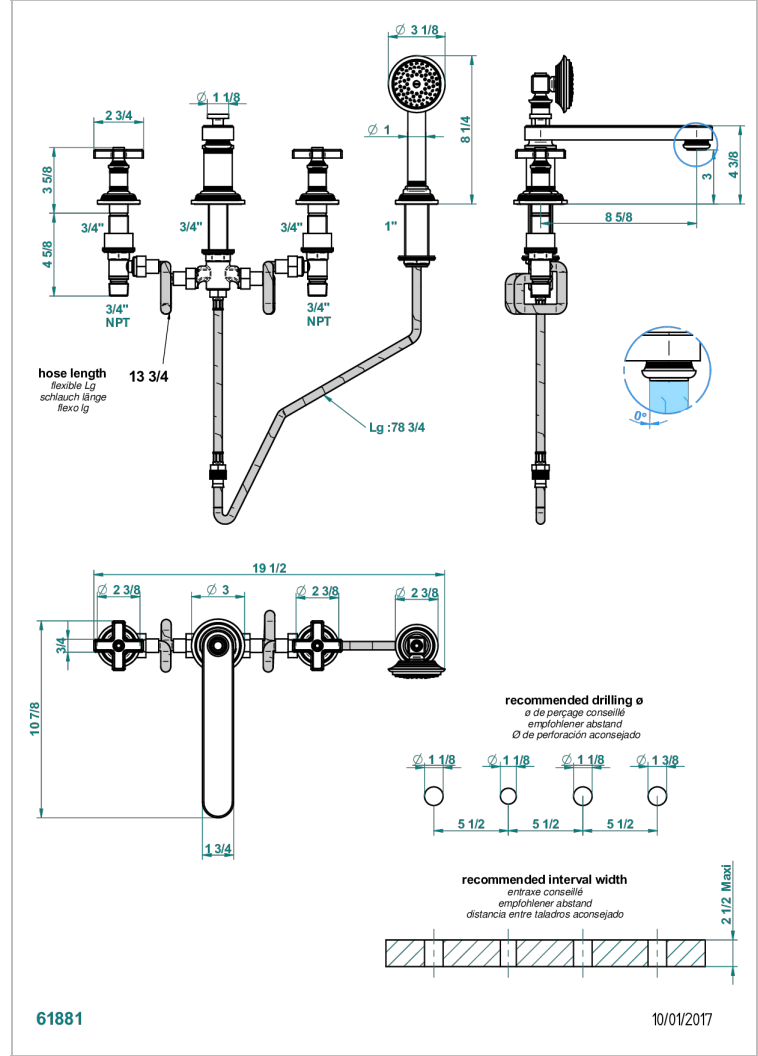 Ø 3 1/8
Ø 1 1/8
2 3/4
Ø 1
8 1/4
3 5/8
4 5/8
3/4"
3/4"
3/4"
1"
3
4 3/8
8 5/8
3/4"
NPT
3/4"
NPT
hose length
flexible Lg
schlauch länge
flexo lg
13 3/4
Lg :78 3/4
0°
19 1/2
Ø 2 3/8
Ø 3
Ø 2 3/8
Ø 2 3/8
3/4
10 7/8
1 3/4
recommended drilling ø
ø de perçage conseillé
empfohlener abstand
Ø de perforación aconsejado
Ø 1 1/8
Ø 1 1/8
Ø 1 1/8
Ø 1 3/8
5 1/2
5 1/2
5 1/2
recommended interval width
entraxe conseillé
empfohlener abstand
distancia entre taladros aconsejado
2 1/2 Maxi
61881
10/01/2017